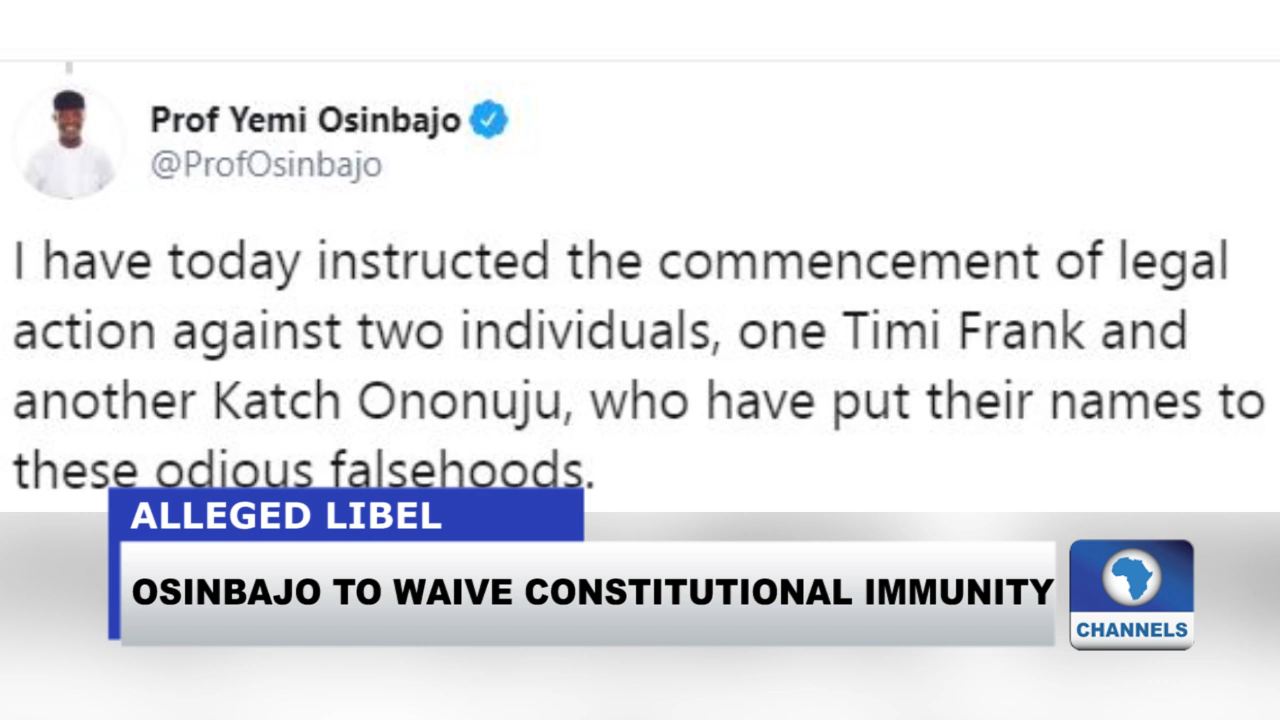 Prof Yemi Osinbajo
@ProfOsinbajo
I have today instructed the commencement of legal
action against two individuals, one Timi Frank and
another Katch Ononuju, who have put their names to
these odious falsehoods.
ALLEGED LIBEL
OSINBAJO TO WAIVE CONSTITUTIONAL IMMUNITY
CHANNELS